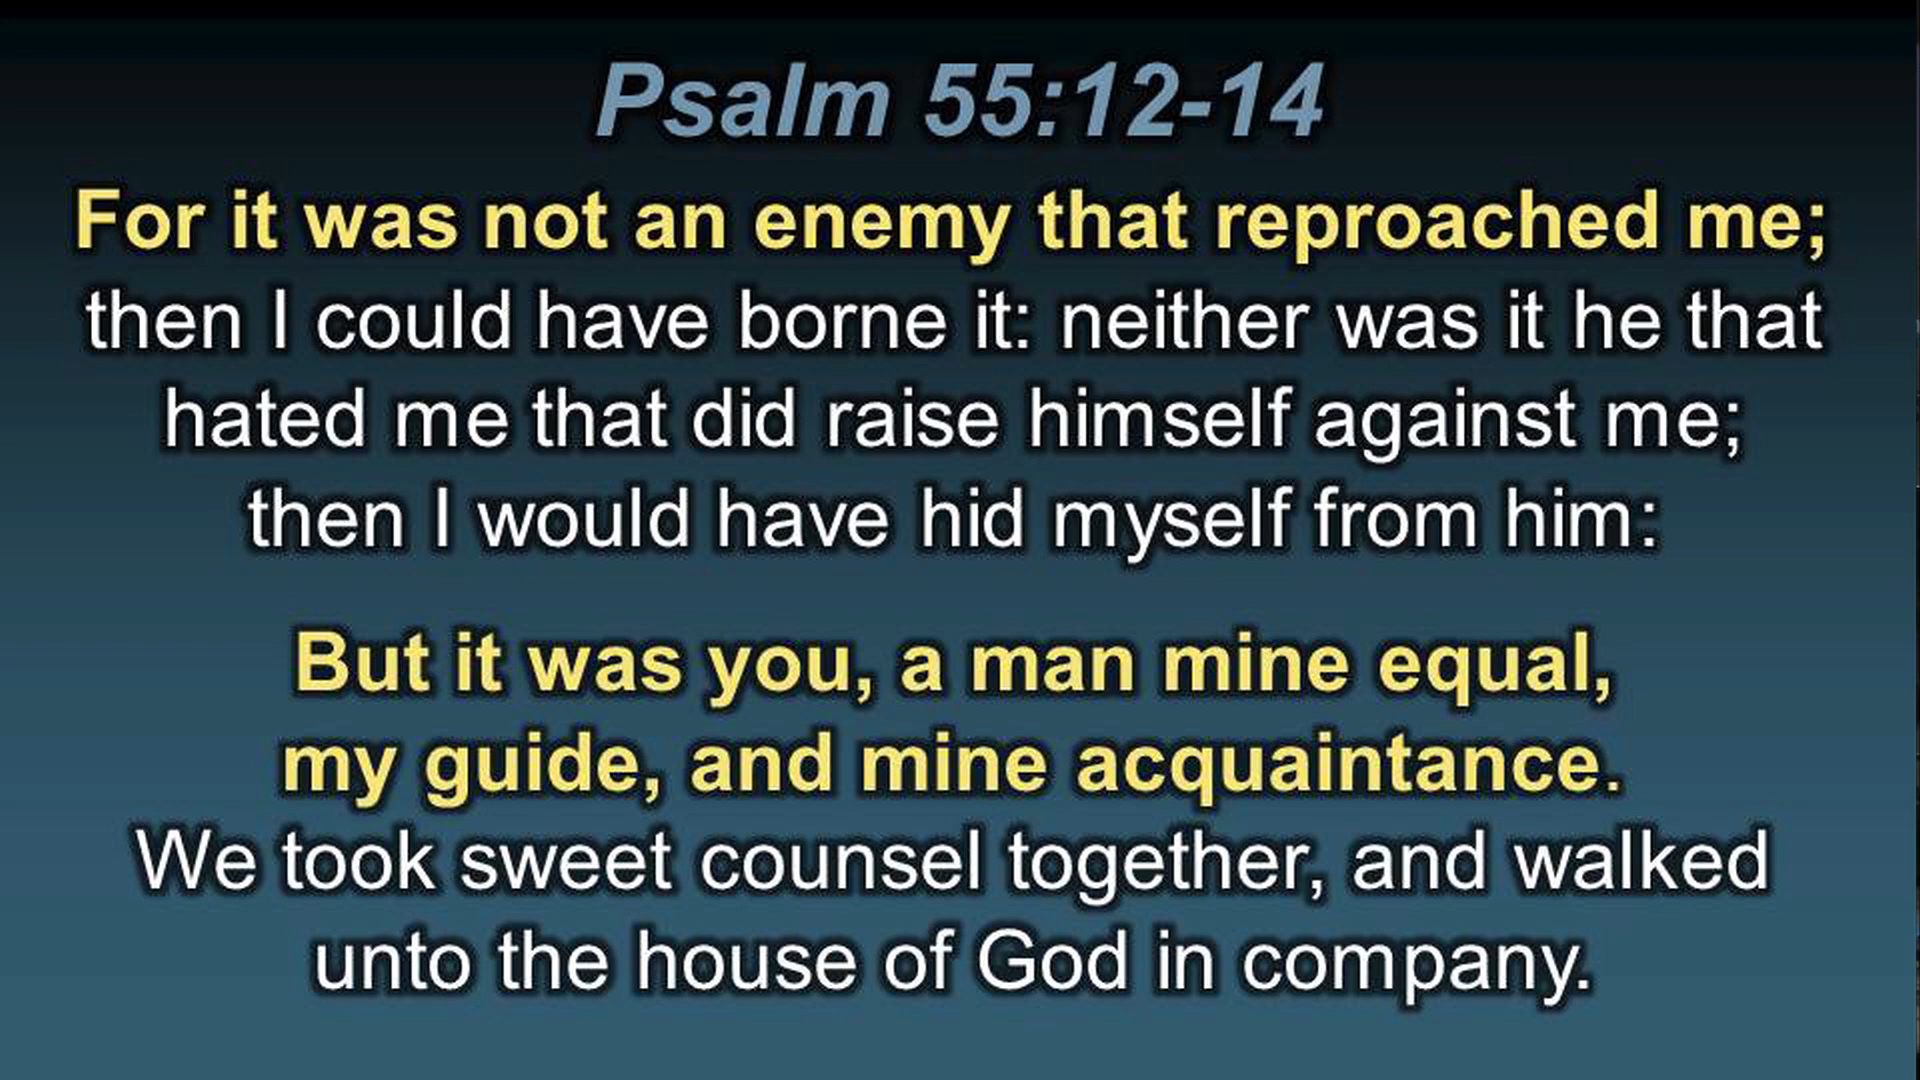 Psalm 55:12-14
For it was not an enemy that reproached me;
then I could have borne it: neither was it he that
hated me that did raise himself against me;
then I would have hid myself from him:
But it was you, a man mine equal,
my guide, and mine acquaintance.
We took sweet counsel together, and walked
unto the house of God in company.